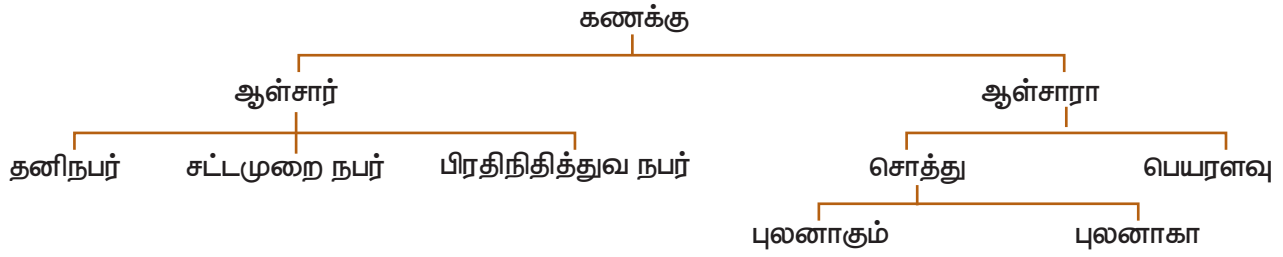 கணக்கு
ஆள்சார் ஆள்சாரா
தனிநபர் சட்டமுறை நபர் பிரதிநிதித்துவ நபர் சொத்து பெயரளவு
புலனாகும் புலனாகா